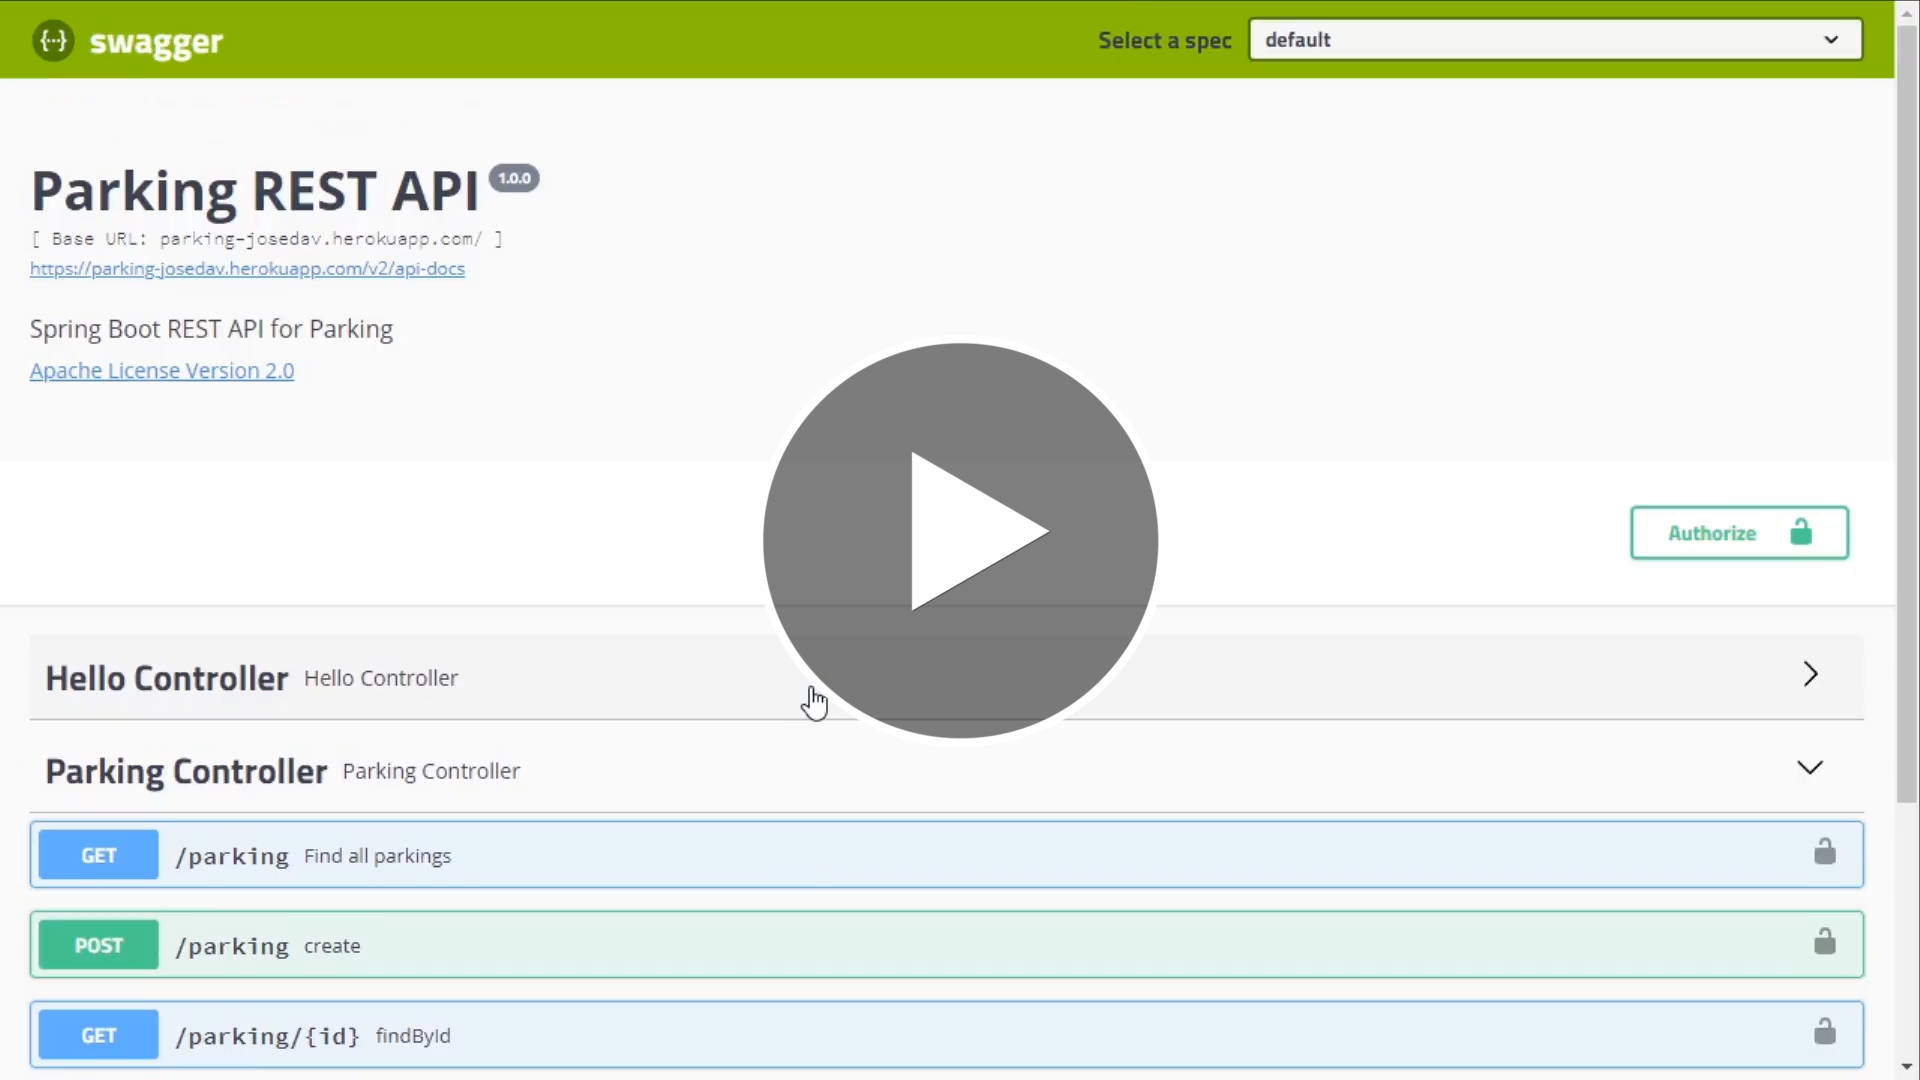 {···} swagger
Select a spec
default
Parking REST API 1.0.0
[ Base URL: parking-josedav.herokuapp.com/ ]
https://parking-josedav.herokuapp.com/v2/api-docs
Spring Boot REST API for Parking
Apache License Version 2.0
Authorize
Hello Controller Hello Controller
Parking Controller Parking Controller
GET /parking Find all parkings
POST /parking create
GET /parking/{id} findById